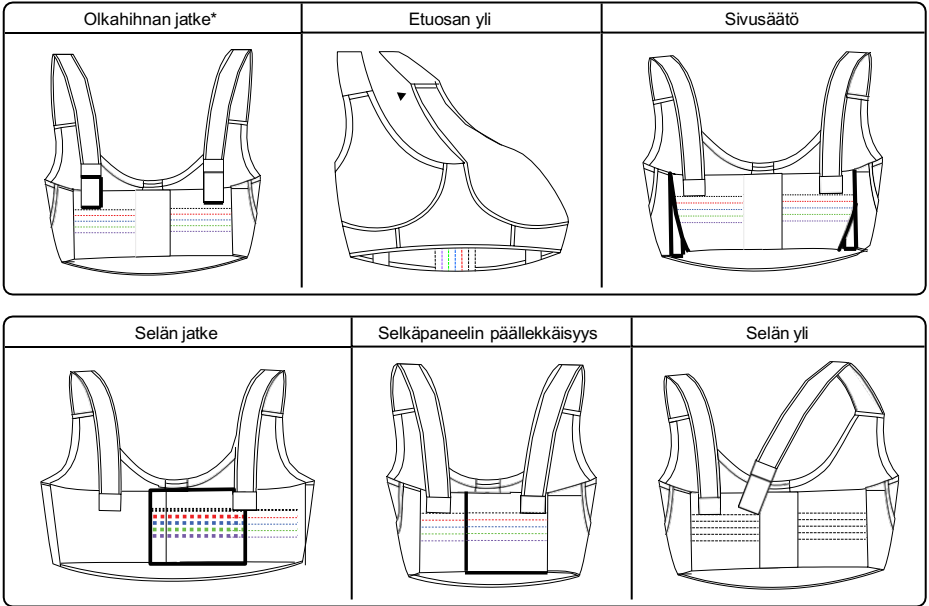 Olkahihnan jatke*
Etuosan yli
Sivusäätö
Selän jatke
Selkäpaneelin päällekkäisyys
Selän yli